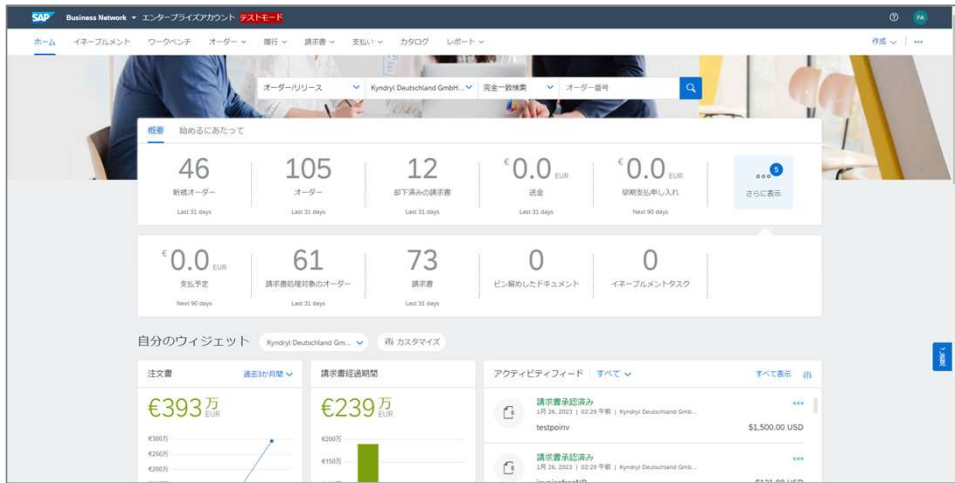 SAP Business Network エンタープライズアカウント テストモード FA
ホーム イネーブルメント ワークベンチ オーダー 履行 請求書 支払い カタログ レポート 作成
オーダー/リリース Kyndryl Deutschland GmbH... 完全一致検索 オーダー番号
概要 始めるにあたって
46 105 12 €0.0 EUR €0.0 EUR 5
新規オーダー オーダー 却下済みの請求書 送金 早期支払申し入れ さらに表示
Last 31 days Last 31 days Last 31 days Last 31 days Next 90 days
€0.0 EUR 61 73 0 0
支払予定 請求書処理対象のオーダー 請求書 ピン留めしたドキュメント イネーブルメントタスク
Next 90 days Last 31 days Last 31 days
自分のウィジェット Kyndryl Deutschland Gm... カスタマイズ
注文書 過去3か月間 請求書経過期間 アクティビティフィード すべて すべて表示
€393万 EUR €239万 EUR
請求書承認済み
1月 26, 2023 | 02:29 午前 | Kyndryl Deutschland Gmb...
testpoinv $1,500.00 USD
€300万 €200万
€250万 €150万
€200万
請求書承認済み
1月 26, 2023 | 02:29 午前 | Kyndryl Deutschland Gmb...